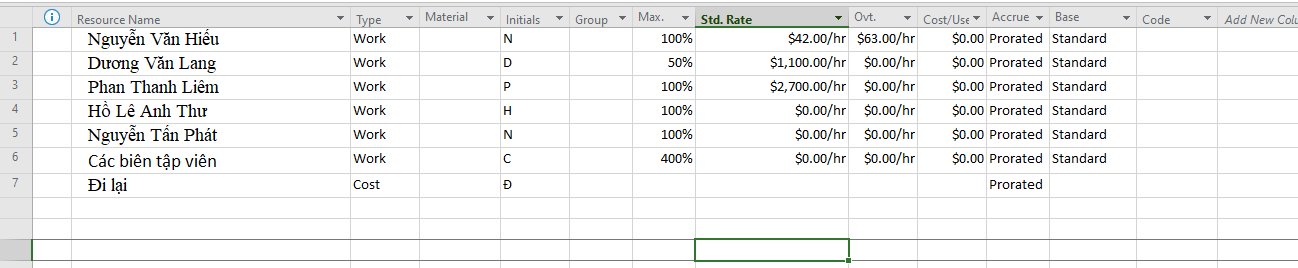 Resource Name Type Material Initials Group Max. Std. Rate Ovt. Cost/Use Accrue Base Code Add New Colu
1 Nguyễn Văn Hiếu Work N 100% $42.00/hr $63.00/hr $0.00 Prorated Standard
2 Dương Văn Lang Work D 50% $1,100.00/hr $0.00/hr $0.00 Prorated Standard
3 Phan Thanh Liêm Work P 100% $2,700.00/hr $0.00/hr $0.00 Prorated Standard
4 Hồ Lê Anh Thư Work H 100% $0.00/hr $0.00/hr $0.00 Prorated Standard
5 Nguyễn Tấn Phát Work N 100% $0.00/hr $0.00/hr $0.00 Prorated Standard
6 Các biên tập viên Work C 400% $0.00/hr $0.00/hr $0.00 Prorated Standard
7 Đi lại Cost Đ Prorated